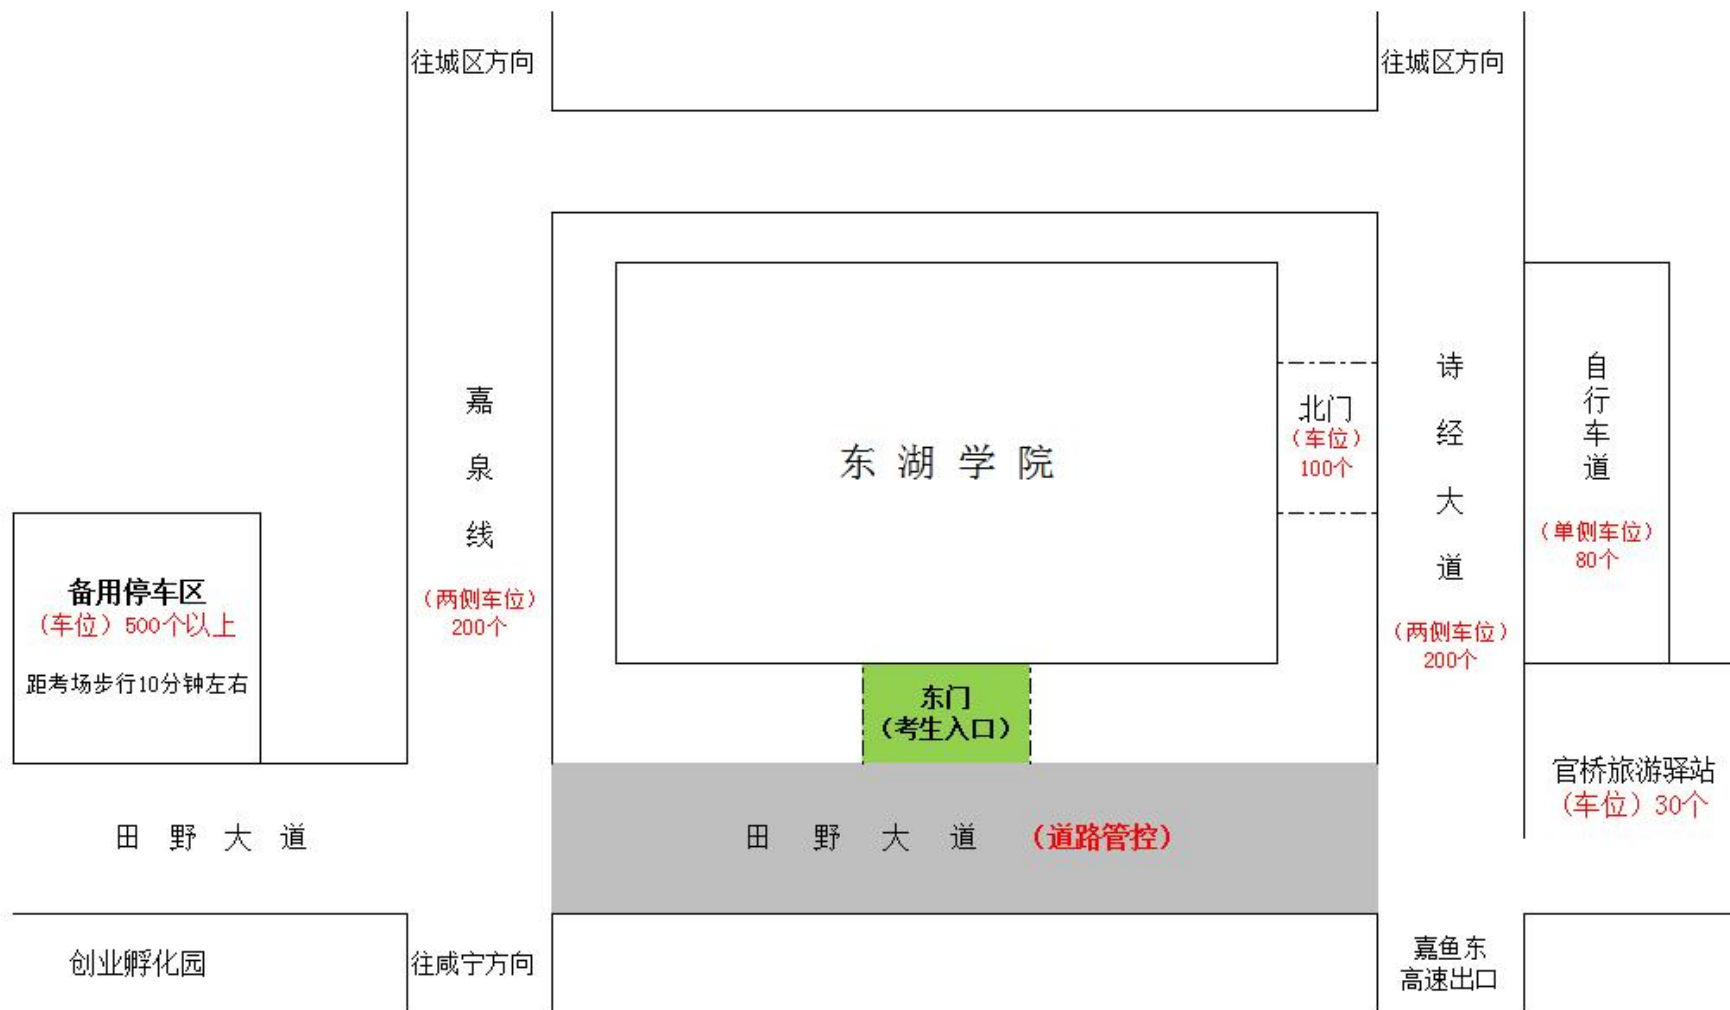 往城区方向
往城区方向
嘉泉线
（两侧车位）
200个
东湖学院
北门
（车位）
100个
诗经大道
（两侧车位）
200个
自行车道
（单侧车位）
80个
备用停车区
（车位）500个以上
距考场步行10分钟左右
东门
（考生入口）
官桥旅游驿站
（车位）30个
田野大道
田野大道（道路管控）
创业孵化园
往咸宁方向
嘉鱼东
高速出口